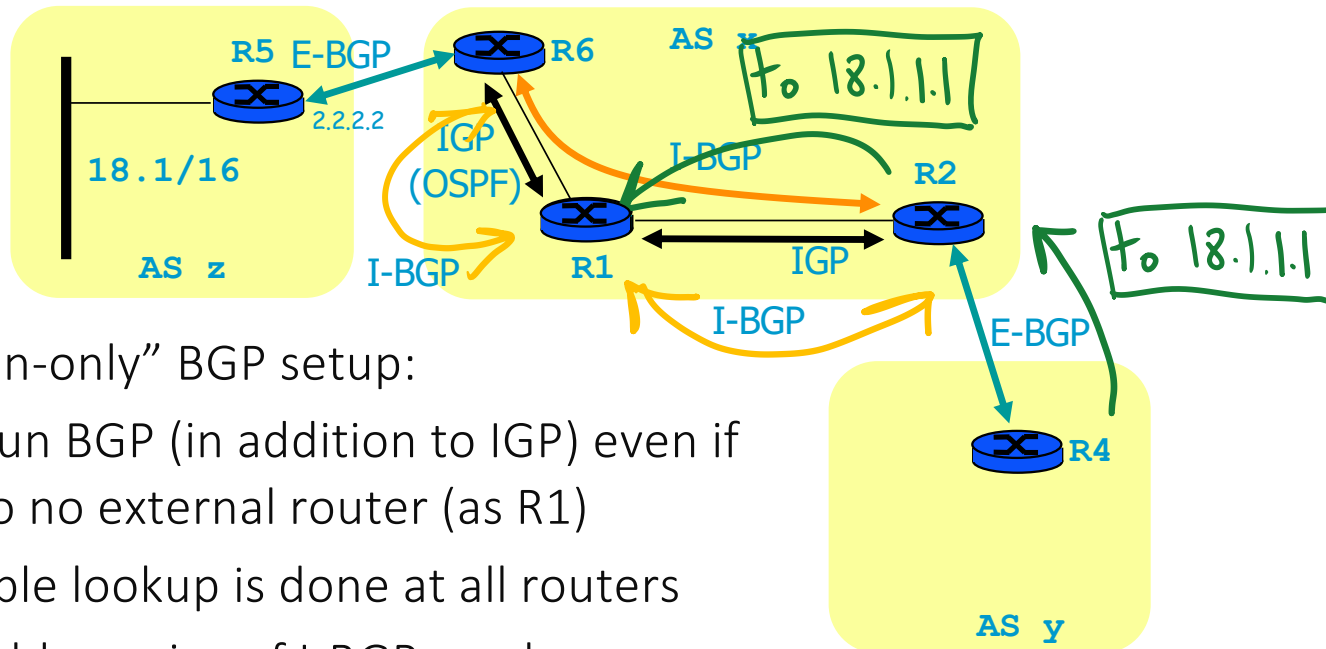 R5 E-BGP
R6
AS x
to 18.1.1.1
2.2.2.2
IGP
(OSPF)
I-BGP
R2
18.1/16
to 18.1.1.1
AS z
I-BGP
R1
IGP
I-BGP
E-BGP
n-only” BGP setup:
un BGP (in addition to IGP) even if
R4
o no external router (as R1)
ble lookup is done at all routers
AS y